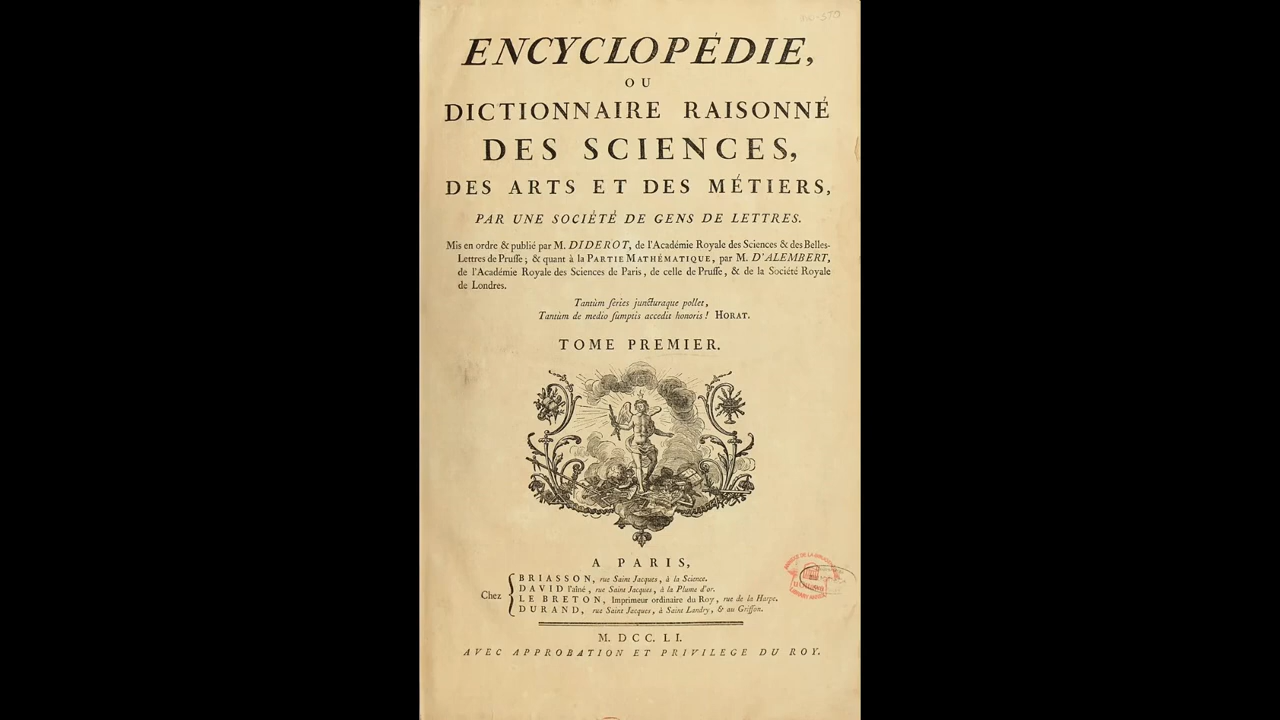 ENCYCLOPÉDIE,
OU
DICTIONNAIRE RAISONNÉ
DES SCIENCES,
DES ARTS ET DES MÉTIERS,
PAR UNE SOCIÉTÉ DE GENS DE LETTRES.
Mis en ordre & publié par M. DIDEROT, de l'Académie Royale des Sciences & des Belles-
Lettres de Pruſſe ; & quant à la PARTIE MATHÉMATIQUE, par M. D'ALEMBERT,
de l'Académie Royale des Sciences de Paris, de celle de Pruſſe, & de la Société Royale
de Londres.
Tantùm ſeries juncturaque pollet,
Tantùm de medio ſumptis accedit honoris ! HORAT.
TOME PREMIER.
A PARIS,
Chez
BRIASSON, rue Saint Jacques, à la Science.
DAVID l'aîné, rue Saint Jacques, à la Plume d'or.
LE BRETON, Imprimeur ordinaire du Roy, rue de la Harpe.
DURAND, rue Saint Jacques, à Saint Landry, & au Griffon.
M. DCC. LI.
AVEC APPROBATION ET PRIVILEGE DU ROY.